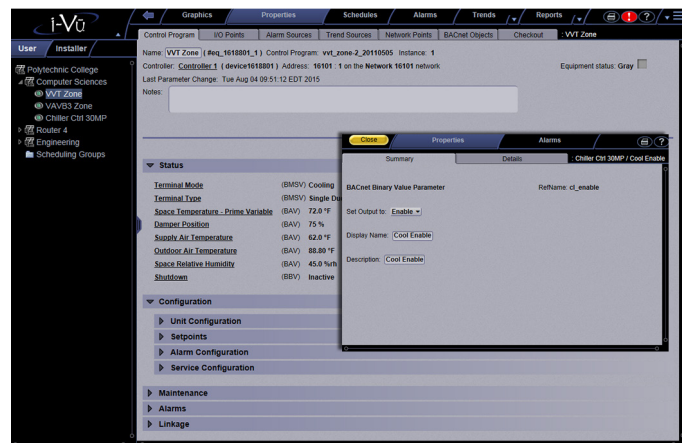 i-Vu
Graphics
Properties
Schedules
Alarms
Trends
Reports
User
Installer
Control Program
I/O Points
Alarm Sources
Trend Sources
Network Points
BACnet Objects
Checkout
: VVT Zone
Polytechnic College
Computer Sciences
VVT Zone
VAVB3 Zone
Chiller Ctrl 30MP
Router 4
Engineering
Scheduling Groups
Name: VVT Zone ( #eq_1618801_1 ) Control Program: vvt_zone-2_20110505 Instance: 1
Controller: Controller 1 ( device1618801 ) Address: 16101 : 1 on the Network 16101 network
Equipment status: Gray
Last Parameter Change: Tue Aug 04 09:51:12 EDT 2015
Notes:
Status
Terminal Mode (BMSV) Cooling
Terminal Type (BMSV) Single Du
Space Temperature - Prime Variable (BAV) 72.0 °F
Damper Position (BAV) 75 %
Supply Air Temperature (BAV) 62.0 °F
Outdoor Air Temperature (BAV) 88.80 °F
Space Relative Humidity (BAV) 45.0 %rh
Shutdown (BBV) Inactive
Configuration
Unit Configuration
Setpoints
Alarm Configuration
Service Configuration
Maintenance
Alarms
Linkage
Close
Properties
Alarms
Summary
Details
: Chiller Ctrl 30MP / Cool Enable
BACnet Binary Value Parameter
RefName: cl_enable
Set Output to: Enable
Display Name: Cool Enable
Description: Cool Enable